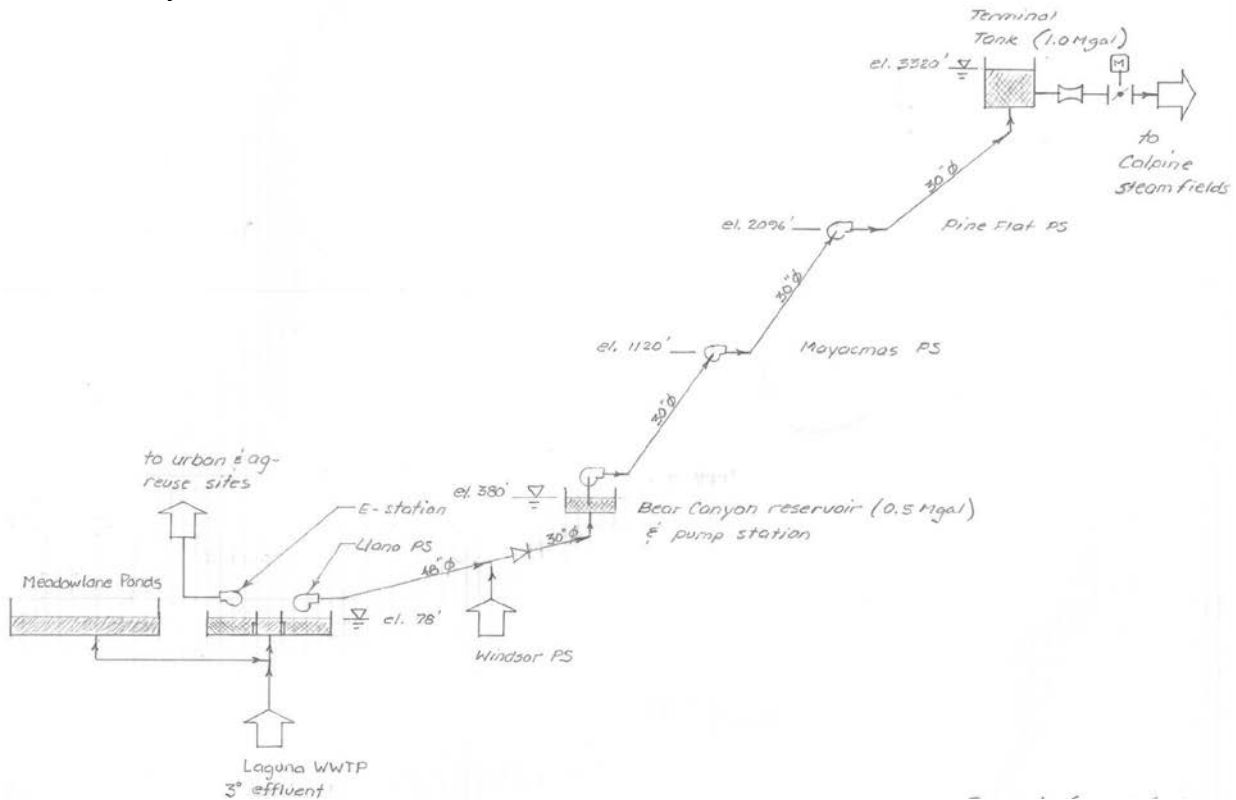 Terminal
Tank (1.0 Mgal)
el. 3320'
M
to
Calpine
steam fields
30"ϕ
el. 2096'
Pine Flat PS
30"ϕ
el. 1120'
Mayacmas PS
30"ϕ
to urban & ag-
reuse sites
el. 380'
E-station
Bear Canyon reservoir (0.5 Mgal)
& pump station
Llano PS
30"ϕ
48"ϕ
Meadowlane Ponds
el. 78'
Windsor PS
Laguna WWTP
3° effluent